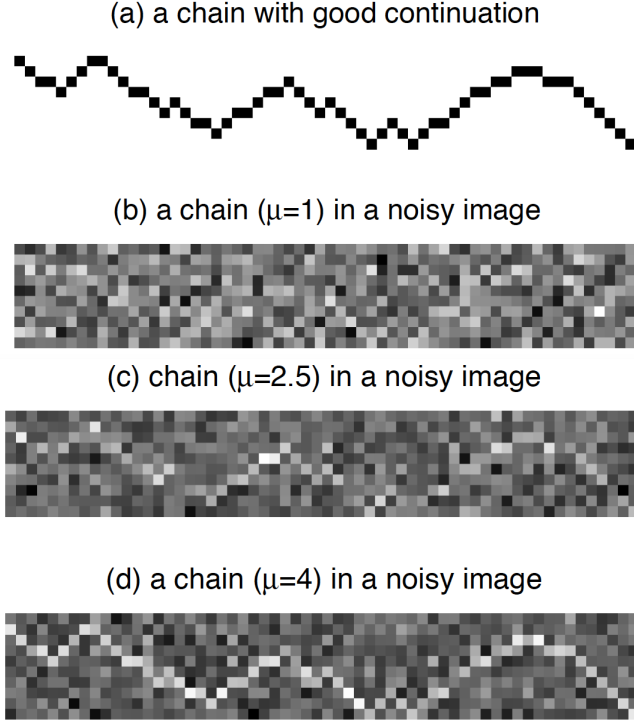 (a) a chain with good continuation
(b) a chain (μ=1) in a noisy image
(c) chain (μ=2.5) in a noisy image
(d) a chain (μ=4) in a noisy image